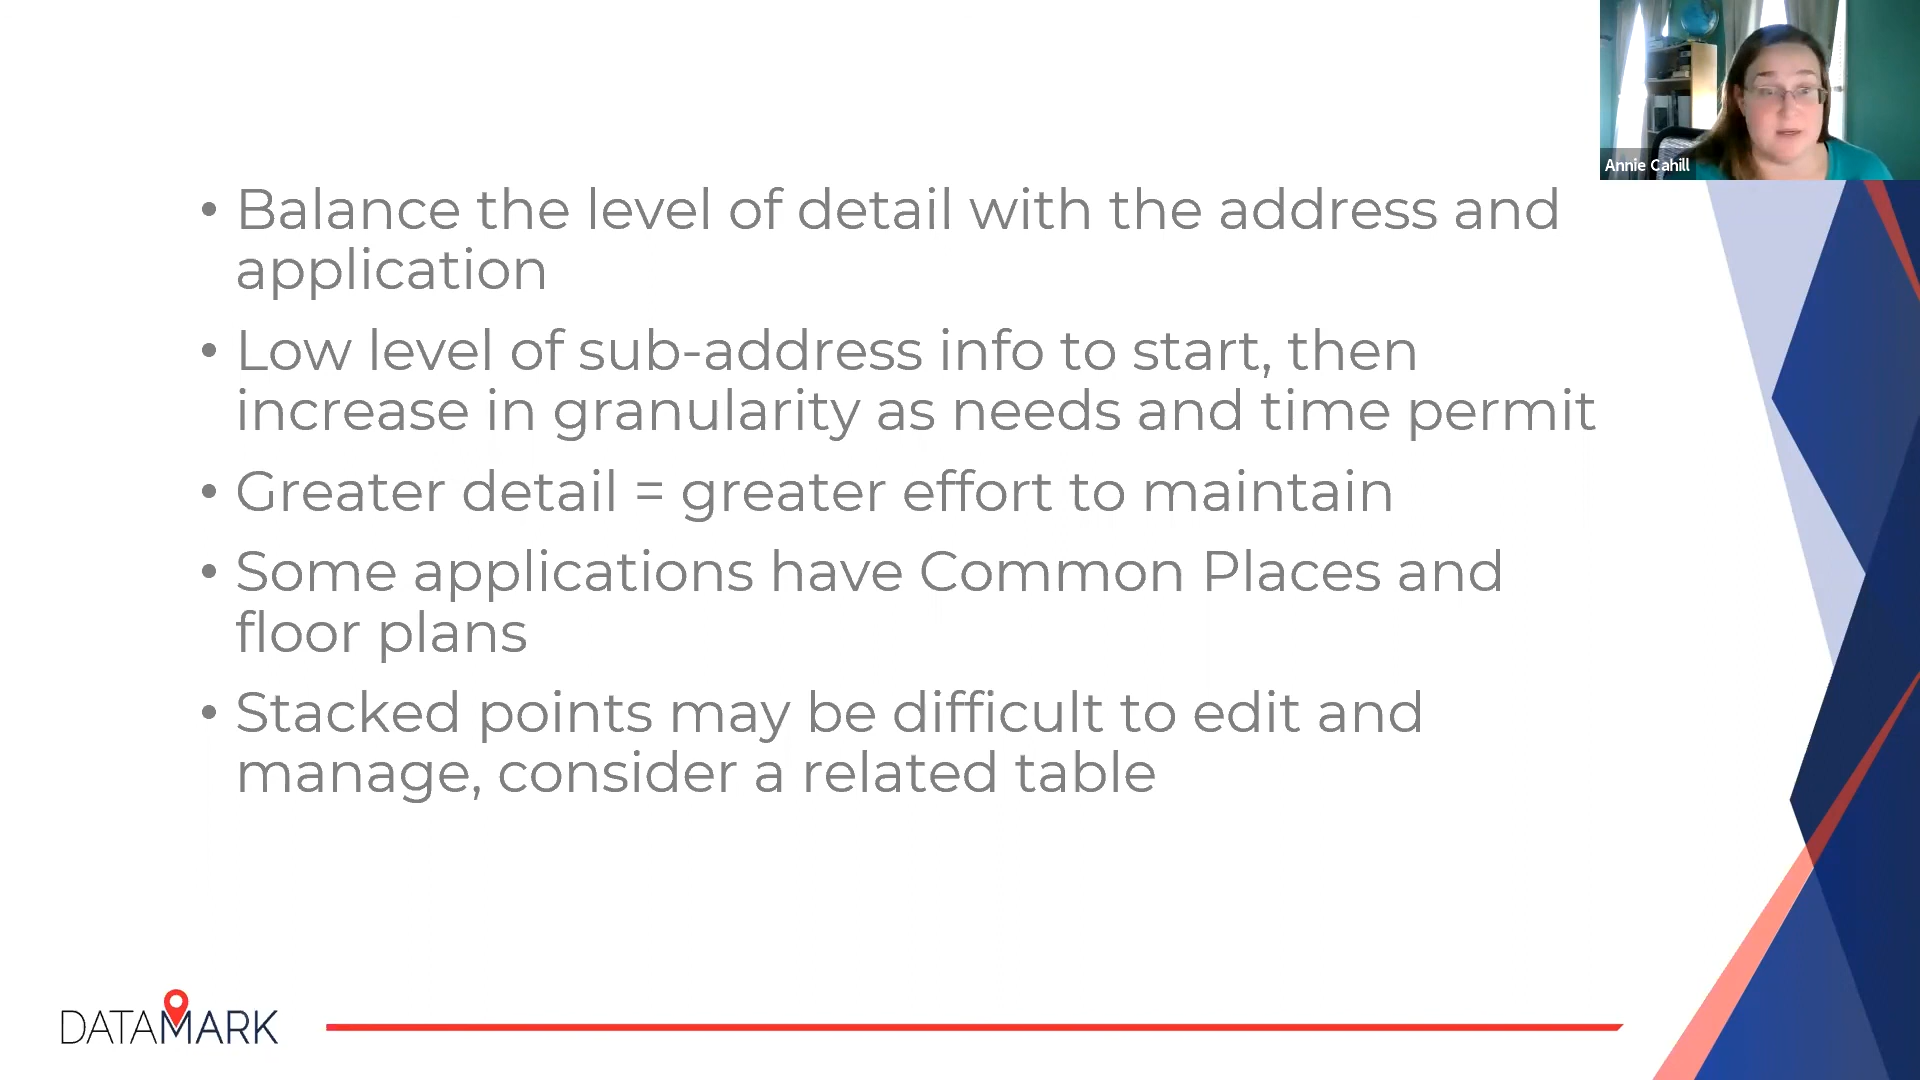 Annie Cahill
• Balance the level of detail with the address and
application
• Low level of sub-address info to start, then
increase in granularity as needs and time permit
• Greater detail = greater effort to maintain
• Some applications have Common Places and
floor plans
• Stacked points may be difficult to edit and
manage, consider a related table
DATAMARK